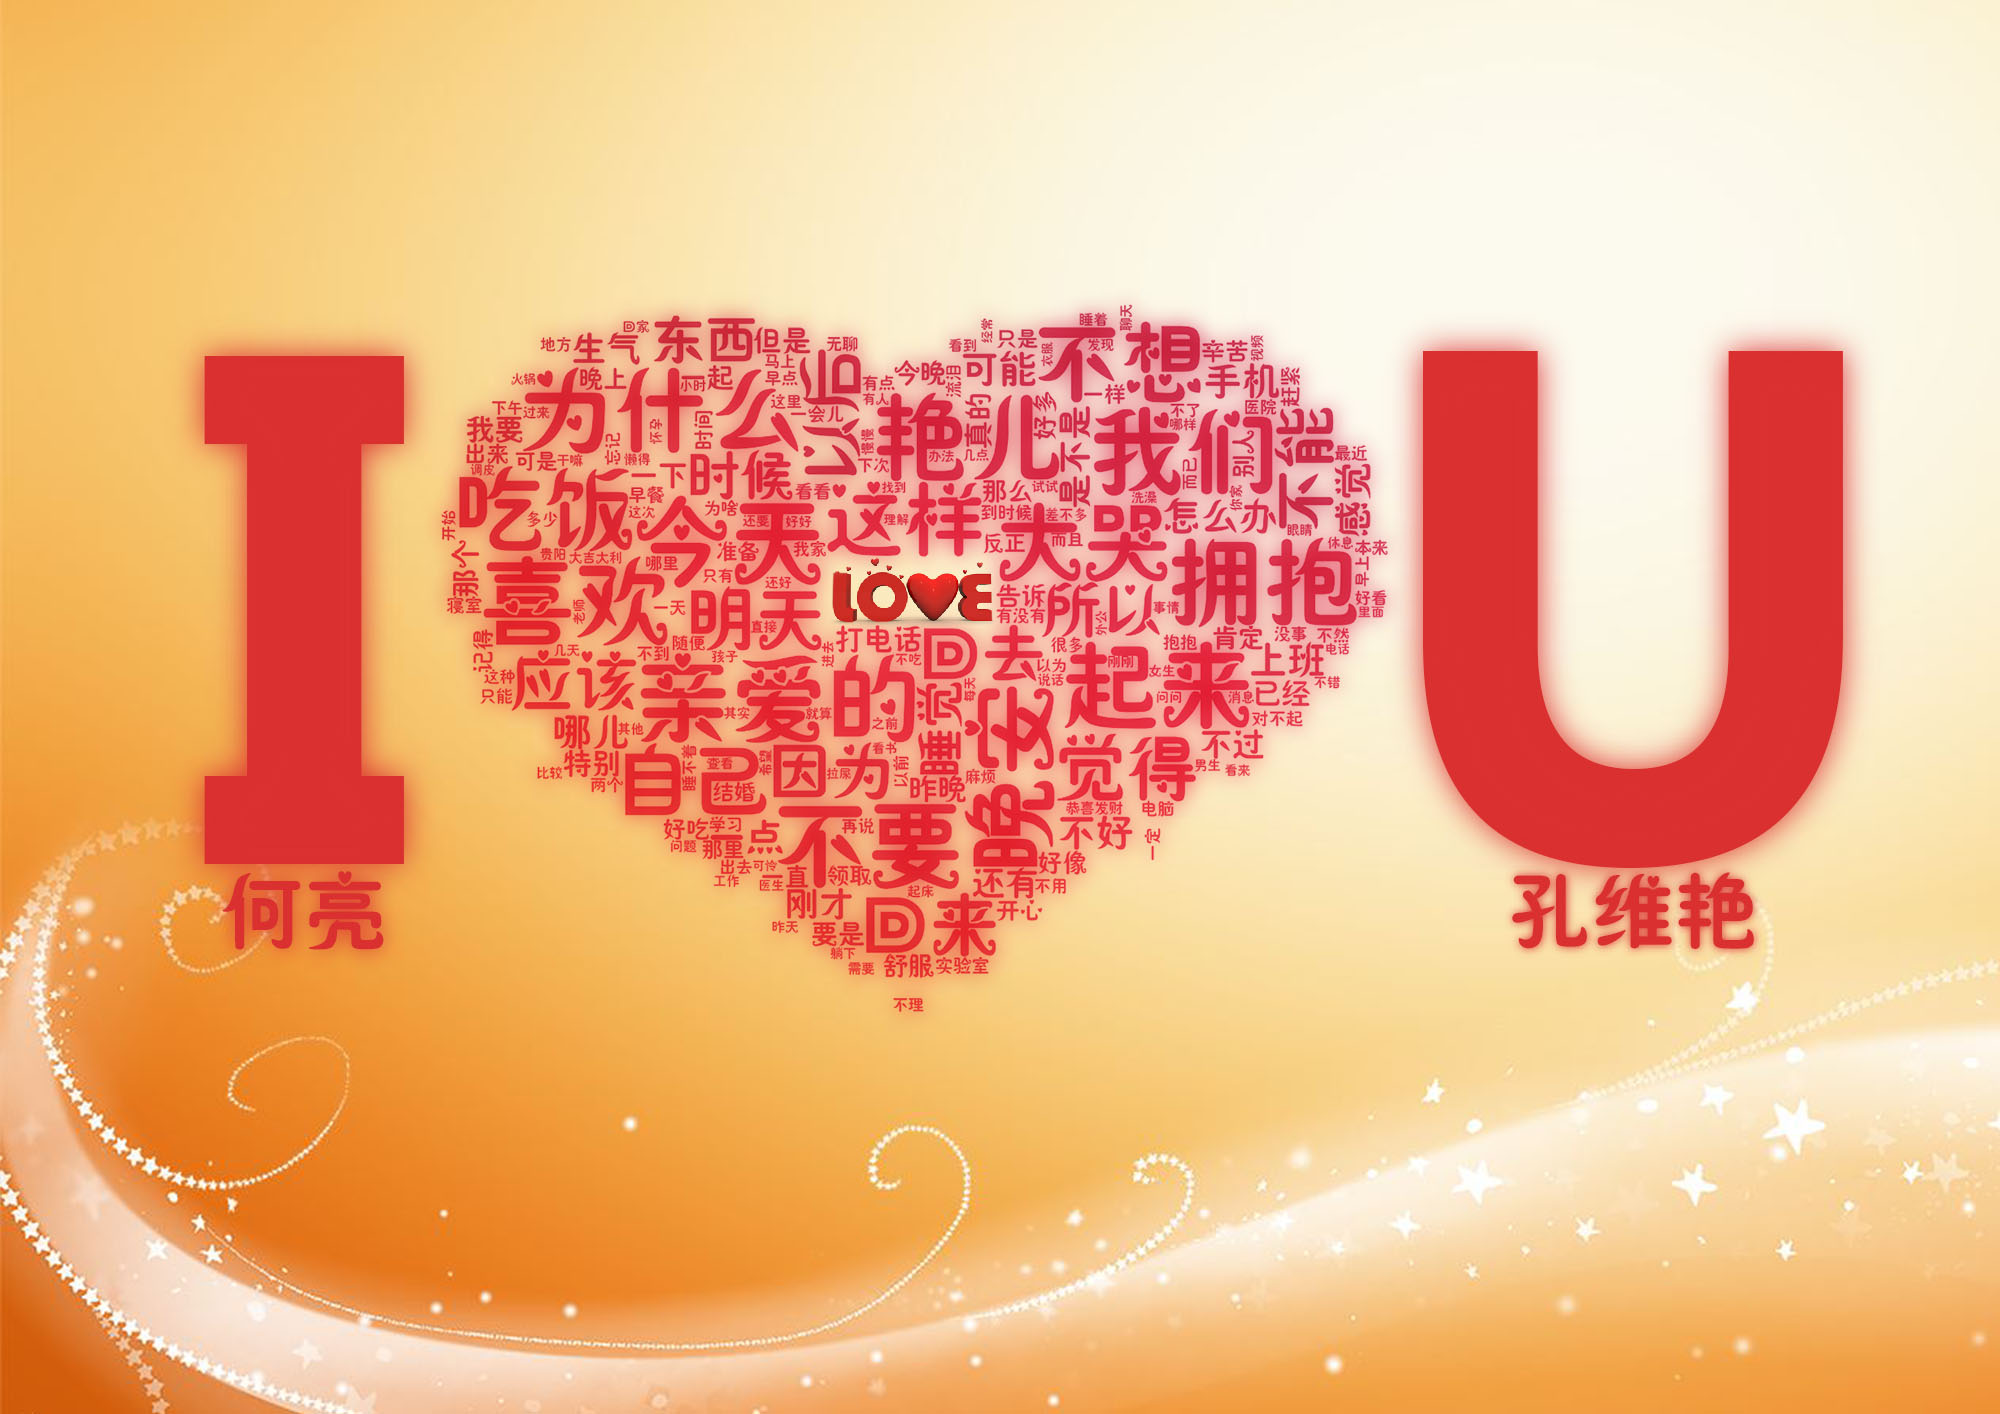 I
U
何亮
孔维艳
回家
地方
生气
东西
但是
无聊
马上
早点
后
以
火锅
晚上
小时
一起
为什么
这里
一会儿
有点
有人
今晚
流泪
看到
经常
只是
可能
衣服
睡着
聊天
不想
发现
辛苦
视频
一样
手机
赶紧
下午
过来
我要
出来
调皮
可是
干嘛
忘记
懒得
怀孕
时间
慢慢
下次
艳儿
办法
几点
真的
好多
是不是
我们
不了
哪样
医院
别人
而已
不能
最近
感觉
吃饭
多少
一下
早餐
这次
时候
为啥
看看
找到
那么
试试
洗澡
你家
怎么办
眼睛
开始
那个
寝室
贵阳
大吉大利
今天
还要
好好
哪里
准备
我家
只有
还好
这样
理解
到时候
差不多
反正
大哭
而且
拥抱
休息
本来
早上
好看
里面
喜欢
老师
一天
明天
直接
LOVE
告诉
有没有
所以
外公
事情
记得
几天
不到
随便
孩子
进去
打电话
不吃
D
去
很多
以为
说话
抱抱
肯定
没事
不然
电话
这种
只能
应该
亲爱的
其实
就算
之前
睡觉
每天
晚安
起来
刚刚
女生
问问
消息
上班
已经
不错
对不起
哪儿
其他
特别
比较
两个
自己
睡不着
查看
结婚
希望
因为
拉屎
看书
以前
昨晚
麻烦
觉得
不过
男生
看来
恭喜发财
电脑
一定
不好
好吃
学习
问题
那里
一点
不要
再说
出去
可怜
工作
医生
一直
领取
起床
好像
还有
不用
刚才
昨天
要是
D
来
开心
躺下
需要
舒服
实验室
不理